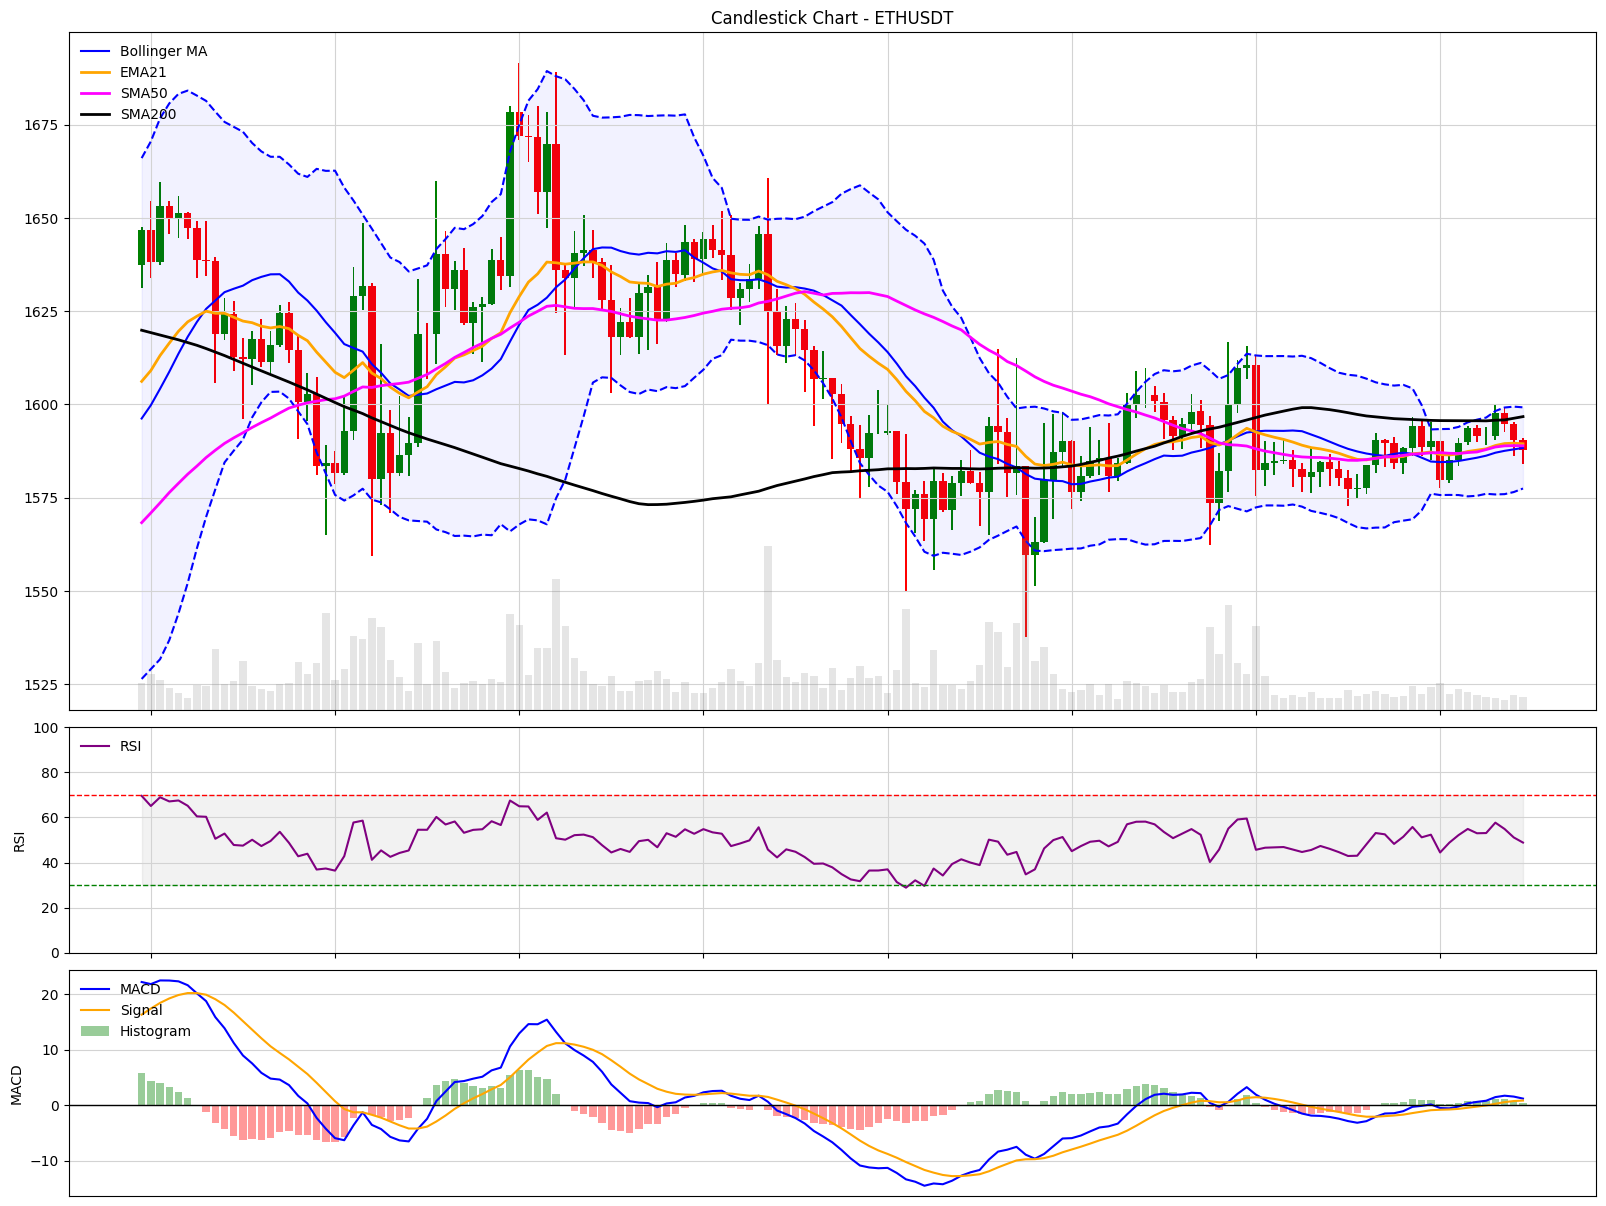 Candlestick Chart - ETHUSDT
Bollinger MA
EMA21
SMA50
SMA200
1675
1650
1625
1600
1575
1550
1525
RSI
100
80
60
40
20
0
RSI
MACD
Signal
Histogram
20
10
0
−10
MACD